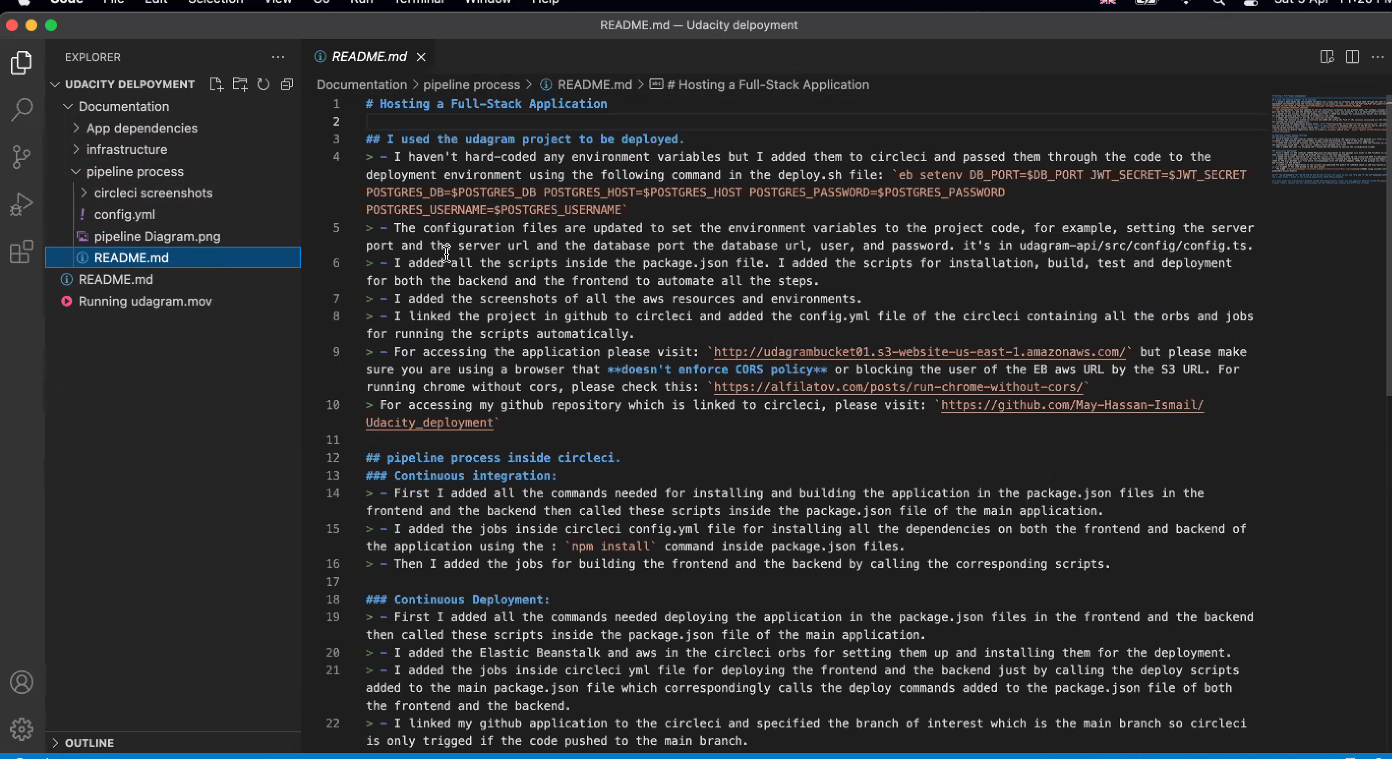 Code File Edit Selection View Go Run Terminal Window Help
README.md — Udacity delpoyment
EXPLORER
README.md
UDACITY DELPOYMENT
Documentation > pipeline process > README.md > # Hosting a Full-Stack Application
Documentation
App dependencies
infrastructure
pipeline process
circleci screenshots
config.yml
pipeline Diagram.png
README.md
README.md
Running udagram.mov
OUTLINE
1 # Hosting a Full-Stack Application
2
3 ## I used the udagram project to be deployed.
4 > - I haven't hard-coded any environment variables but I added them to circleci and passed them through the code to the
deployment environment using the following command in the deploy.sh file: `eb setenv DB_PORT=$DB_PORT JWT_SECRET=$JWT_SECRET
POSTGRES_DB=$POSTGRES_DB POSTGRES_HOST=$POSTGRES_HOST POSTGRES_PASSWORD=$POSTGRES_PASSWORD
POSTGRES_USERNAME=$POSTGRES_USERNAME`
5 > - The configuration files are updated to set the environment variables to the project code, for example, setting the server
port and the server url and the database port the database url, user, and password. it's in udagram-api/src/config/config.ts.
6 > - I added all the scripts inside the package.json file. I added the scripts for installation, build, test and deployment
for both the backend and the frontend to automate all the steps.
7 > - I added the screenshots of all the aws resources and environments.
8 > - I linked the project in github to circleci and added the config.yml file of the circleci containing all the orbs and jobs
for running the scripts automatically.
9 > - For accessing the application please visit: `http://udagrambucket01.s3-website-us-east-1.amazonaws.com/` but please make
sure you are using a browser that **doesn't enforce CORS policy** or blocking the user of the EB aws URL by the S3 URL. For
running chrome without cors, please check this: `https://alfilatov.com/posts/run-chrome-without-cors/`
10 > For accessing my github repository which is linked to circleci, please visit: `https://github.com/May-Hassan-Ismail/
Udacity_deployment`
11
12 ## pipeline process inside circleci.
13 ### Continuous integration:
14 > - First I added all the commands needed for installing and building the application in the package.json files in the
frontend and the backend then called these scripts inside the package.json file of the main application.
15 > - I added the jobs inside circleci config.yml file for installing all the dependencies on both the frontend and backend of
the application using the : `npm install` command inside package.json files.
16 > - Then I added the jobs for building the frontend and the backend by calling the corresponding scripts.
17
18 ### Continuous Deployment:
19 > - First I added all the commands needed deploying the application in the package.json files in the frontend and the backend
then called these scripts inside the package.json file of the main application.
20 > - I added the Elastic Beanstalk and aws in the circleci orbs for setting them up and installing them for the deployment.
21 > - I added the jobs inside circleci yml file for deploying the frontend and the backend just by calling the deploy scripts
added to the main package.json file which correspondingly calls the deploy commands added to the package.json file of both
the frontend and the backend.
22 > - I linked my github application to the circleci and specified the branch of interest which is the main branch so circleci
is only trigged if the code pushed to the main branch.